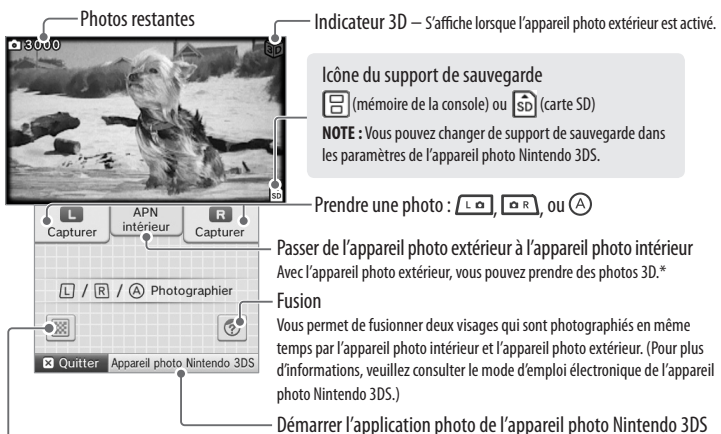 Photos restantes
Indicateur 3D – S’affiche lorsque l’appareil photo extérieur est activé.
3000
3D
Icône du support de sauvegarde
(mémoire de la console) ou SD (carte SD)
NOTE : Vous pouvez changer de support de sauvegarde dans
les paramètres de l’appareil photo Nintendo 3DS.
SD
Prendre une photo : L, R, ou A
L Capturer
APN intérieur
R Capturer
Passer de l’appareil photo extérieur à l’appareil photo intérieur
Avec l’appareil photo extérieur, vous pouvez prendre des photos 3D.*
L / R / A Photographier
Fusion
Vous permet de fusionner deux visages qui sont photographiés en même
temps par l’appareil photo intérieur et l’appareil photo extérieur. (Pour plus
d’informations, veuillez consulter le mode d’emploi électronique de l’appareil
photo Nintendo 3DS.)
?
X Quitter
Appareil photo Nintendo 3DS
Démarrer l’application photo de l’appareil photo Nintendo 3DS